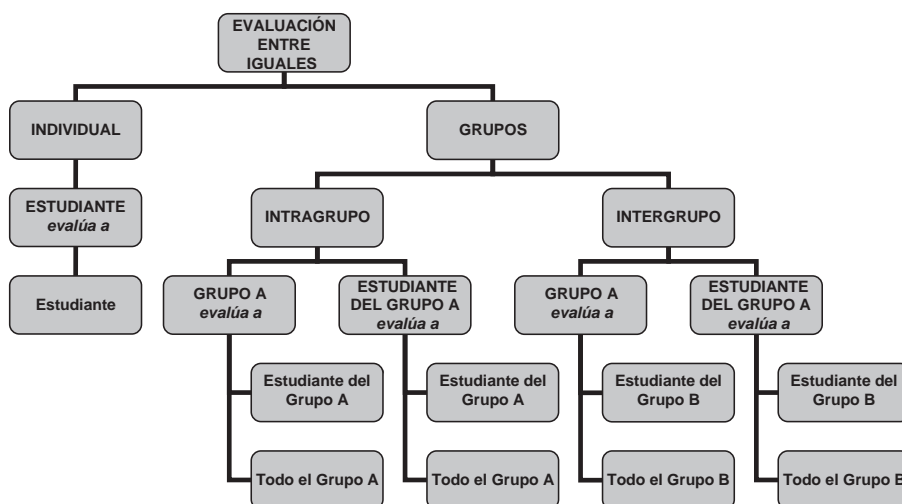 EVALUACIÓN
ENTRE
IGUALES
INDIVIDUAL
GRUPOS
ESTUDIANTE
evalúa a
INTRAGRUPO
INTERGRUPO
Estudiante
GRUPO A
evalúa a
ESTUDIANTE
DEL GRUPO A
evalúa a
GRUPO A
evalúa a
ESTUDIANTE
DEL GRUPO A
evalúa a
Estudiante del
Grupo A
Estudiante del
Grupo A
Estudiante del
Grupo B
Estudiante del
Grupo B
Todo el Grupo A
Todo el Grupo A
Todo el Grupo B
Todo el Grupo B